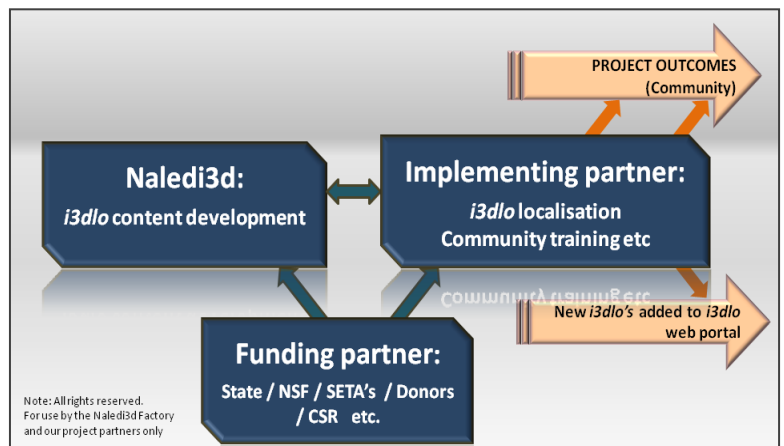 PROJECT OUTCOMES
(Community)
Naledi3d:
i3dlo content development
Implementing partner:
i3dlo localisation
Community training etc
New i3dlo's added to i3dlo
web portal
Funding partner:
State / NSF / SETA's / Donors
/ CSR etc.
Note: All rights reserved.
For use by the Naledi3d Factory
and our project partners only